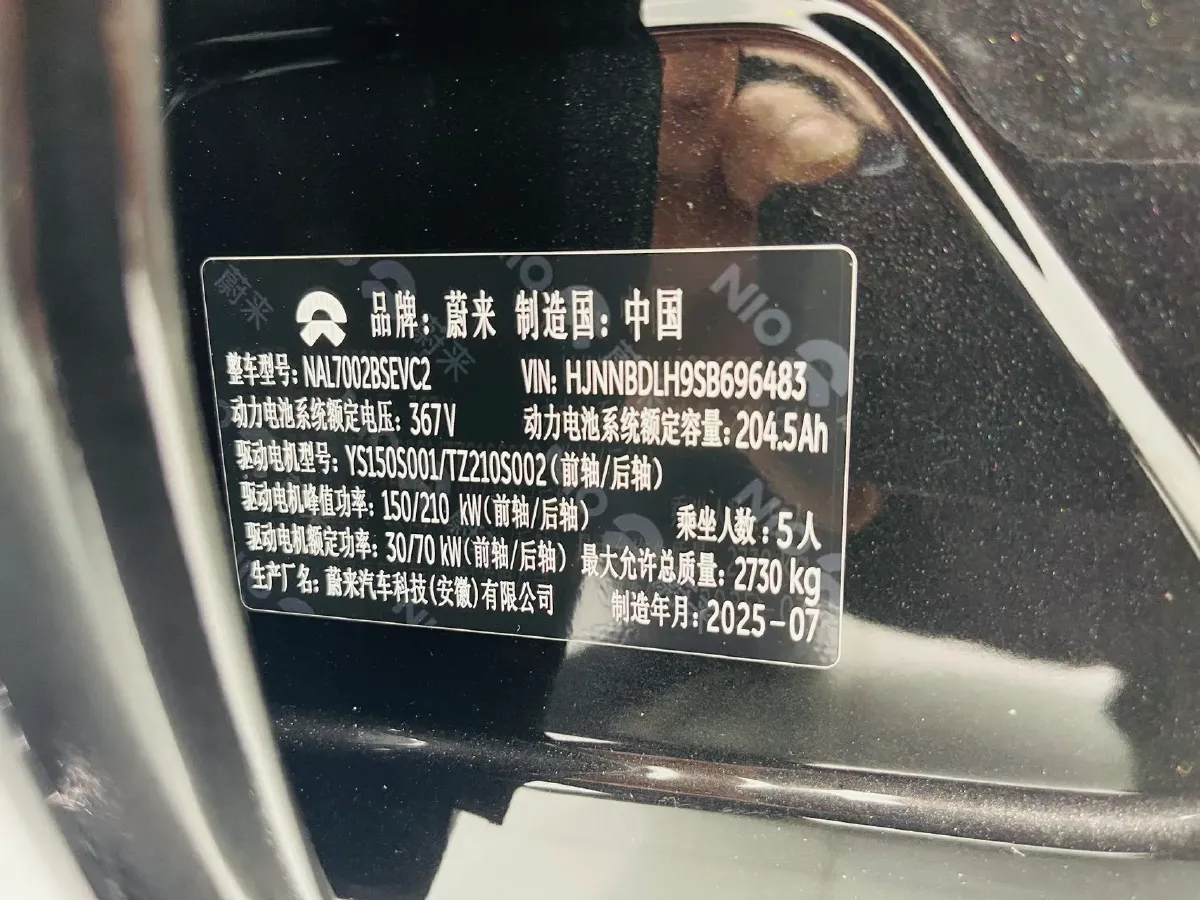 品牌: 蔚来 制造国: 中国
整车型号: NAL7002BSEVC2 VIN: HJNNBDLH9SB696483
动力电池系统额定电压: 367V 动力电池系统额定容量: 204.5Ah
驱动电机型号: YS150S001/TZ210S002(前轴/后轴)
驱动电机峰值功率: 150/210 kW(前轴/后轴) 乘坐人数: 5人
驱动电机额定功率: 30/70 kW(前轴/后轴) 最大允许总质量: 2730 kg
生产厂名: 蔚来汽车科技(安徽)有限公司 制造年月: 2025-07